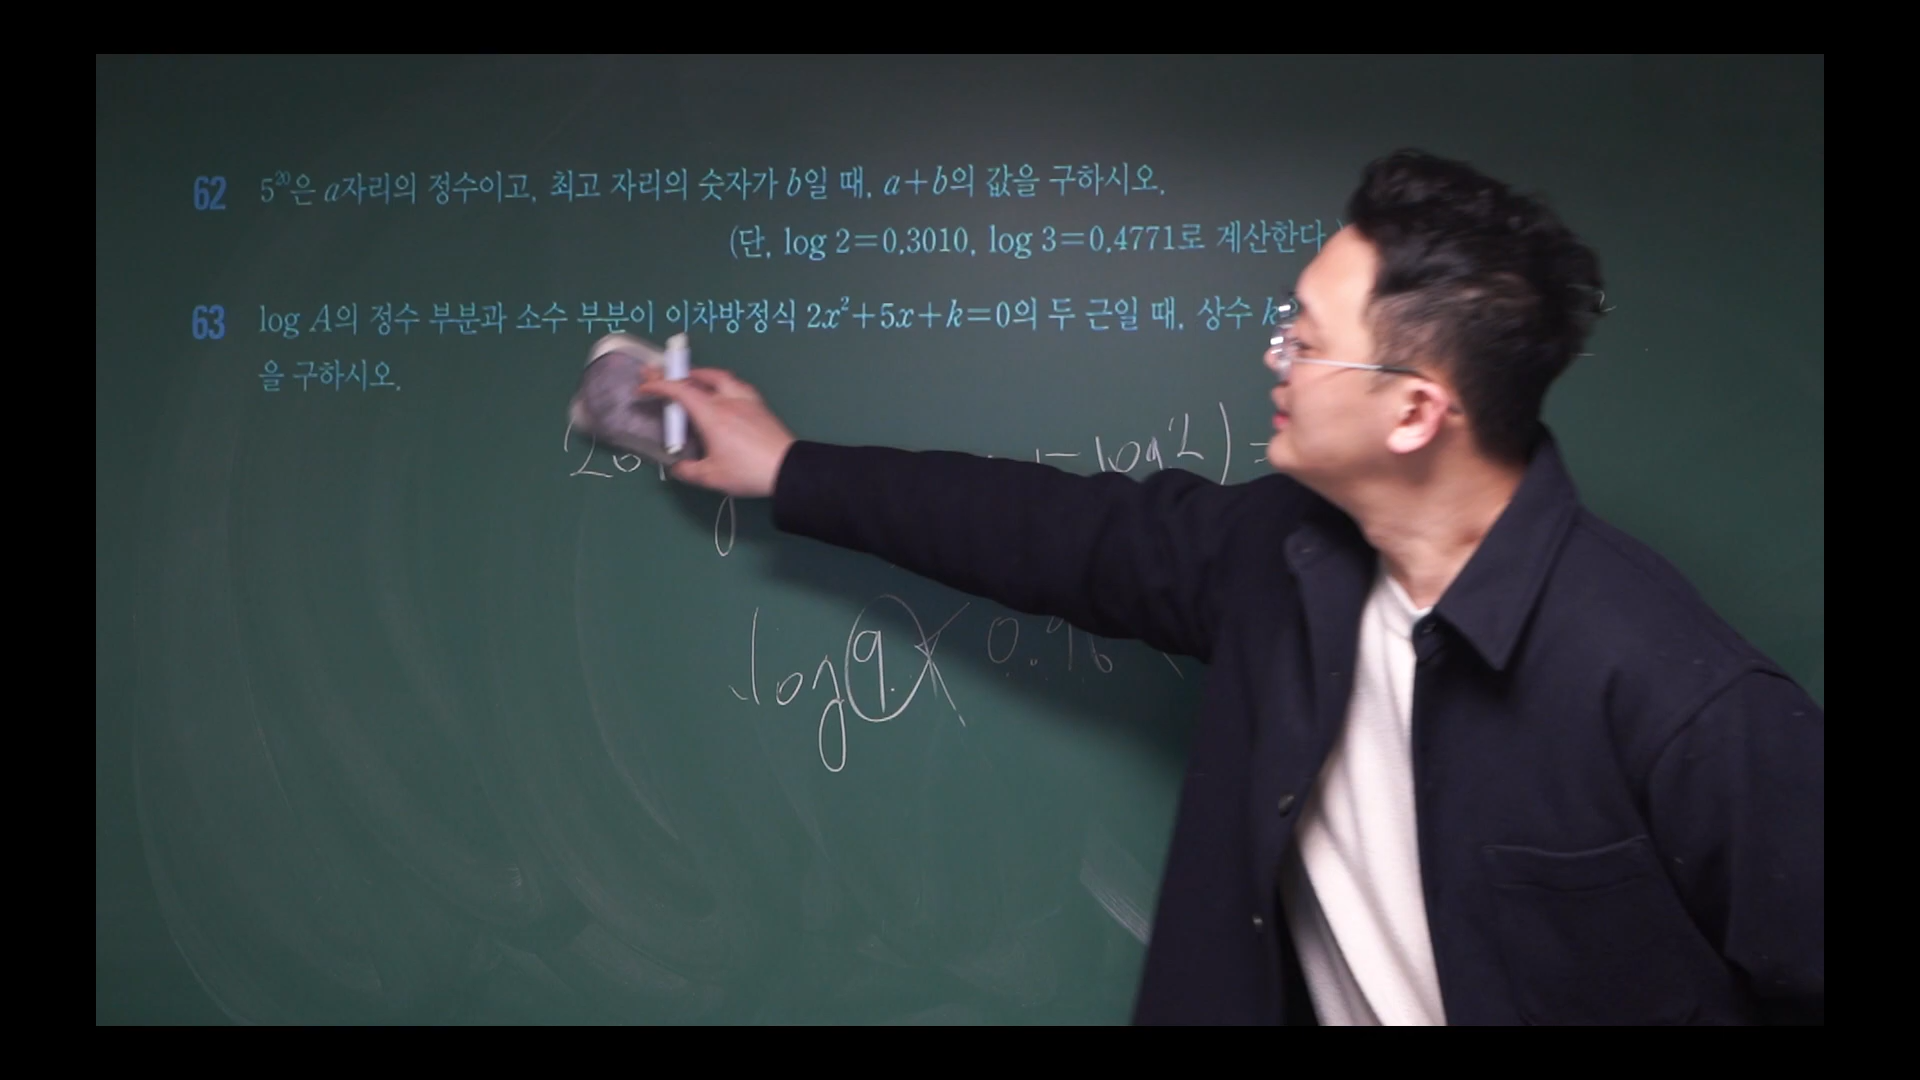 62 5²⁰은 a자리의 정수이고, 최고 자리의 숫자가 b일 때, a+b의 값을 구하시오.
(단, log 2=0.3010, log 3=0.4771로 계산한다.)
63 log A의 정수 부분과 소수 부분이 이차방정식 2x²+5x+k=0의 두 근일 때, 상수 k
을 구하시오.
- log 2) =
log 9 < 0.96